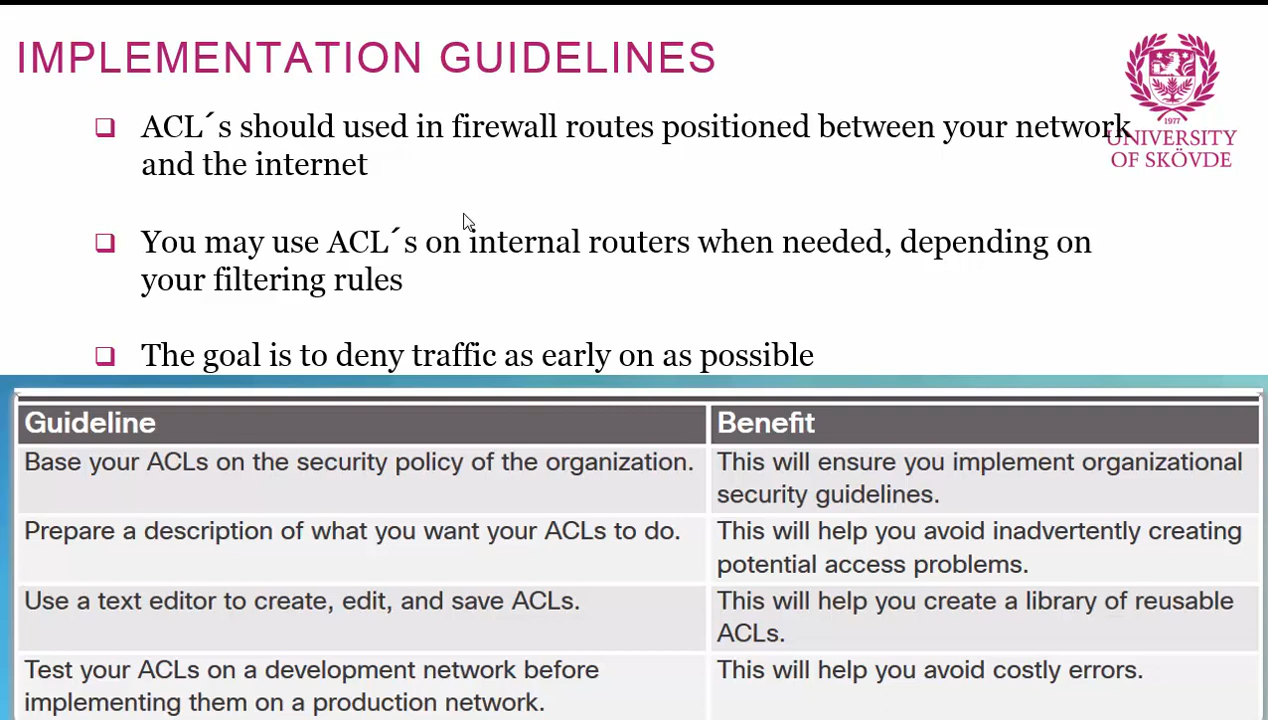 IMPLEMENTATION GUIDELINES
ACL´s should used in firewall routes positioned between your network
and the internet
You may use ACL´s on internal routers when needed, depending on
your filtering rules
The goal is to deny traffic as early on as possible
1977
UNIVERSITY
OF SKÖVDE
Guideline
Benefit
Base your ACLs on the security policy of the organization.
This will ensure you implement organizational
security guidelines.
Prepare a description of what you want your ACLs to do.
This will help you avoid inadvertently creating
potential access problems.
Use a text editor to create, edit, and save ACLs.
This will help you create a library of reusable
ACLs.
Test your ACLs on a development network before
implementing them on a production network.
This will help you avoid costly errors.